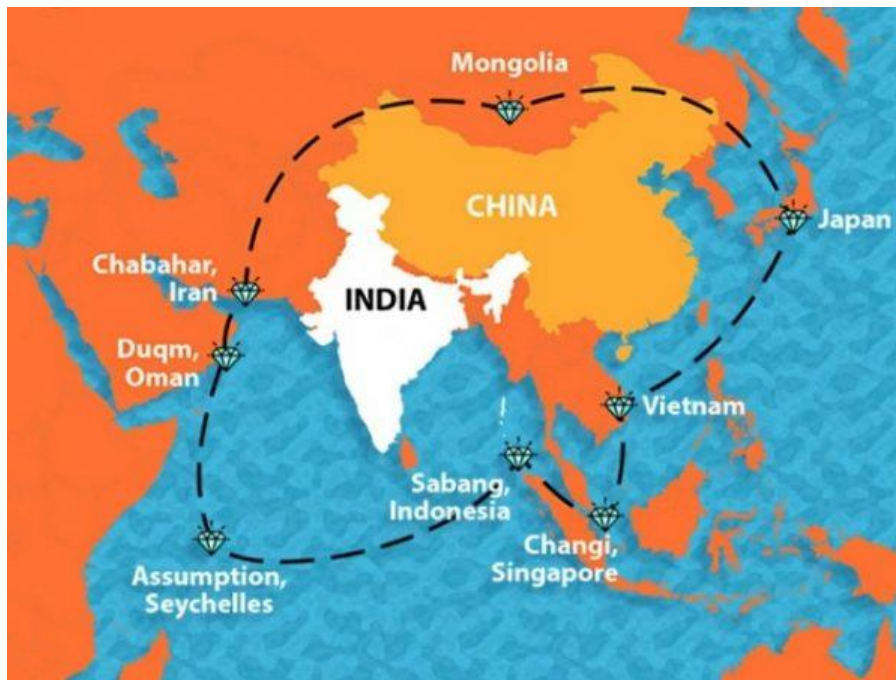 Mongolia
CHINA
Japan
Chabahar,
Iran
INDIA
Duqm,
Oman
Vietnam
Sabang,
Indonesia
Changi,
Singapore
Assumption,
Seychelles